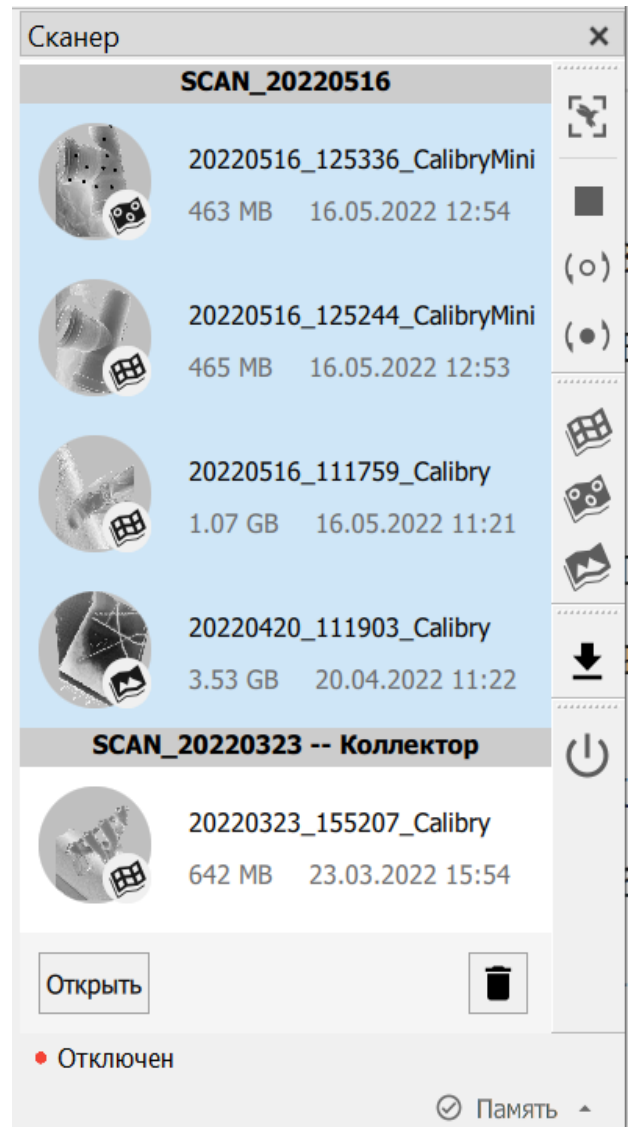 Сканер
SCAN_20220516
20220516_125336_CalibryMini
463 MB 16.05.2022 12:54
20220516_125244_CalibryMini
465 MB 16.05.2022 12:53
20220516_111759_Calibry
1.07 GB 16.05.2022 11:21
20220420_111903_Calibry
3.53 GB 20.04.2022 11:22
SCAN_20220323 -- Коллектор
20220323_155207_Calibry
642 MB 23.03.2022 15:54
Открыть
Отключен
Память